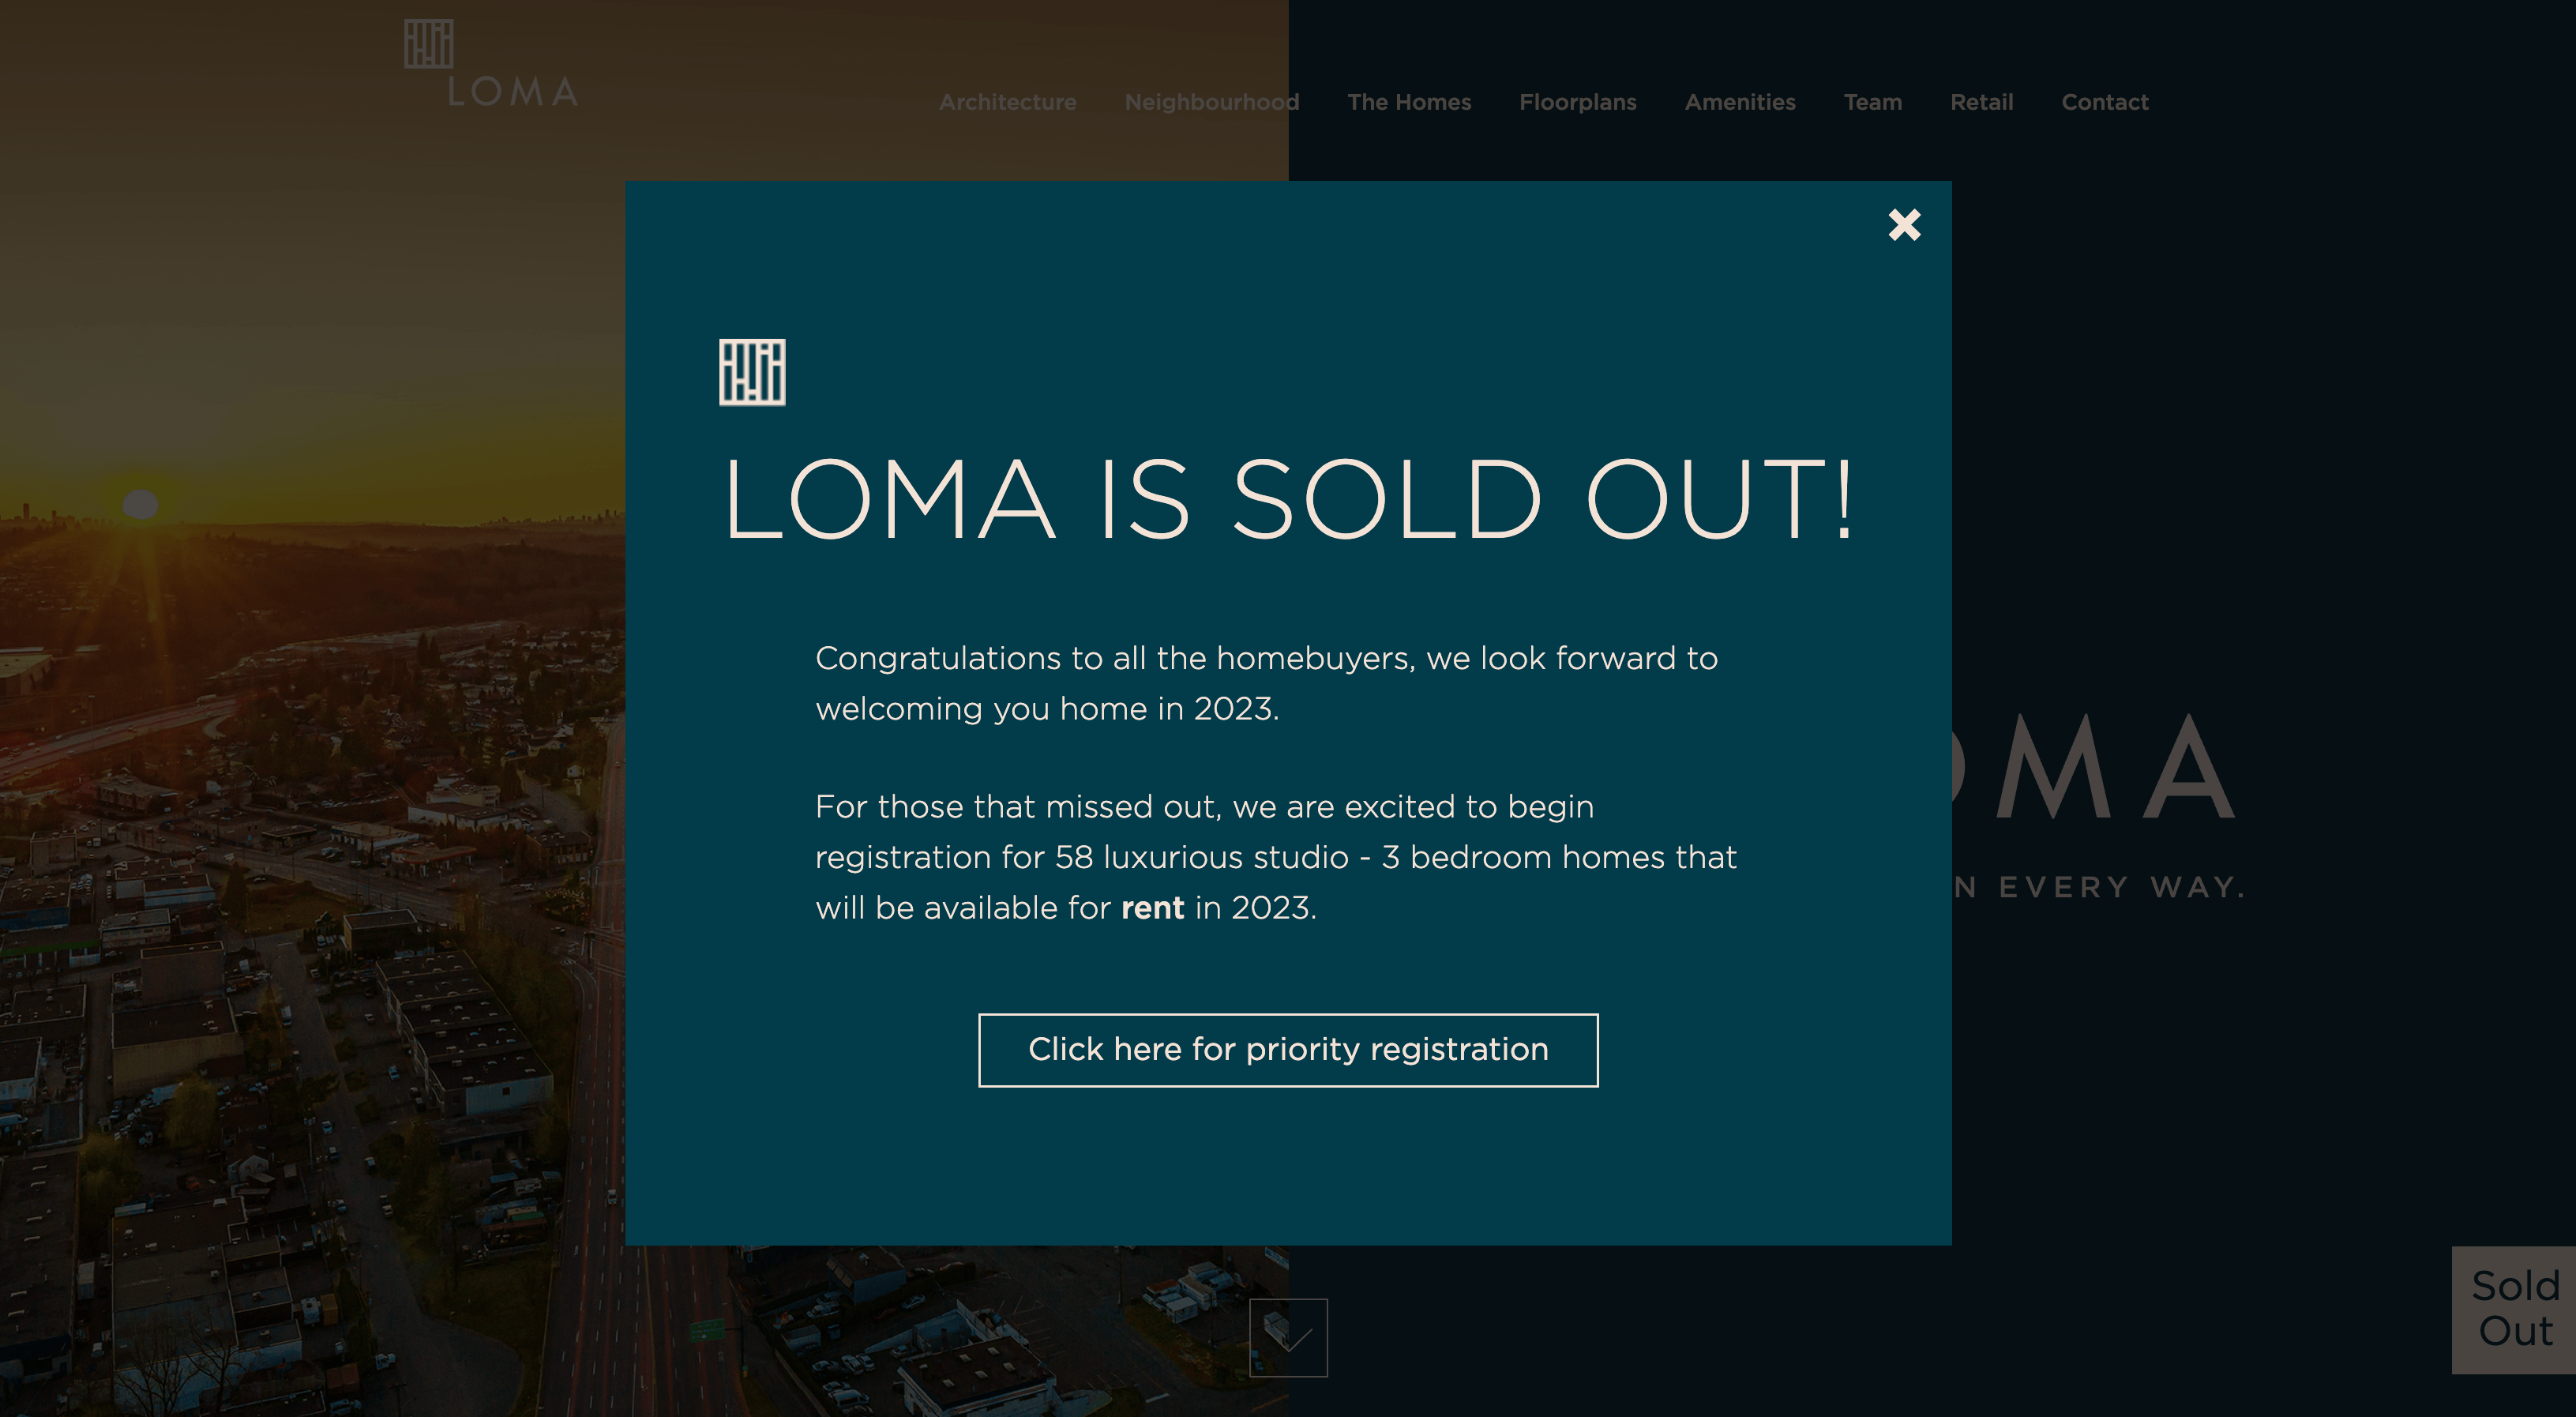 LOMA
Architecture
Neighbourhood
The Homes
Floorplans
Amenities
Team
Retail
Contact
LOMA IS SOLD OUT!
Congratulations to all the homebuyers, we look forward to
welcoming you home in 2023.
For those that missed out, we are excited to begin
registration for 58 luxurious studio - 3 bedroom homes that
will be available for rent in 2023.
Click here for priority registration
OMA
N EVERY WAY.
Sold
Out